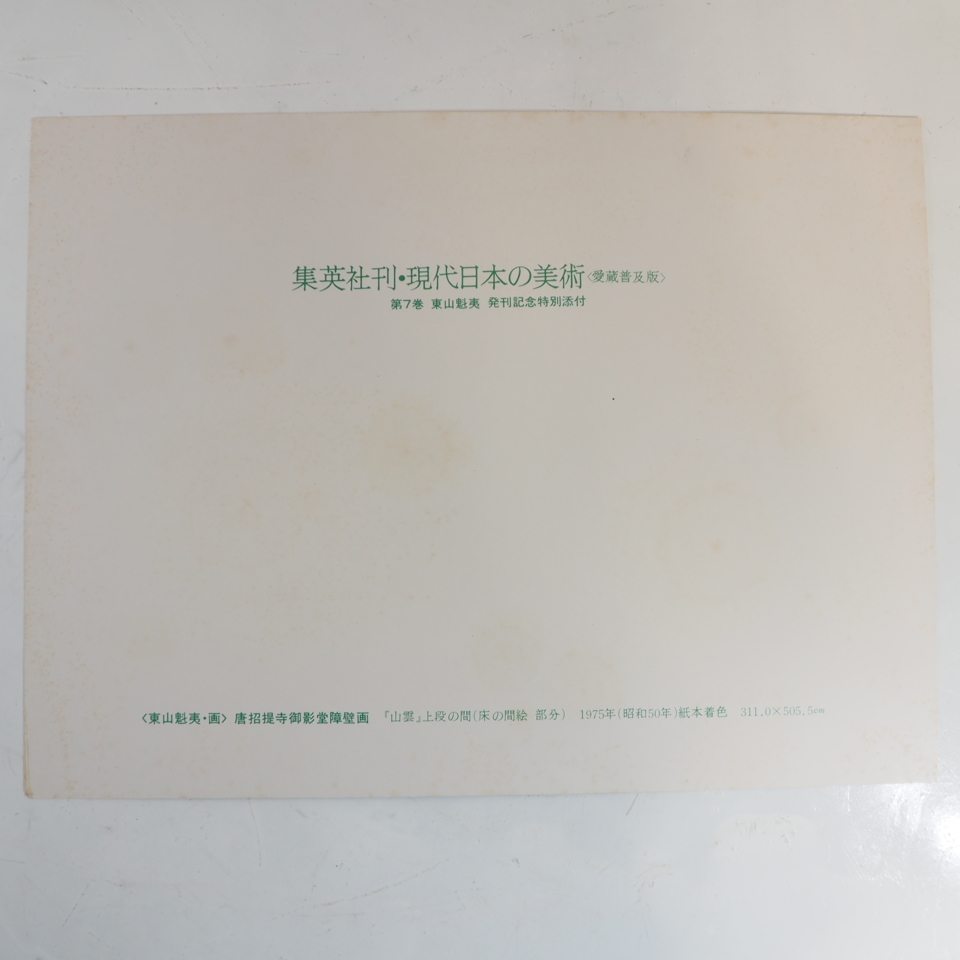 集英社刊・現代日本の美術〈愛蔵普及版〉
第7巻 東山魁夷 発刊記念特別添付
〈東山魁夷・画〉唐招提寺御影堂障壁画 『山雲』上段の間(床の間絵 部分) 1975年(昭和50年)紙本着色 311.0×505.5cm